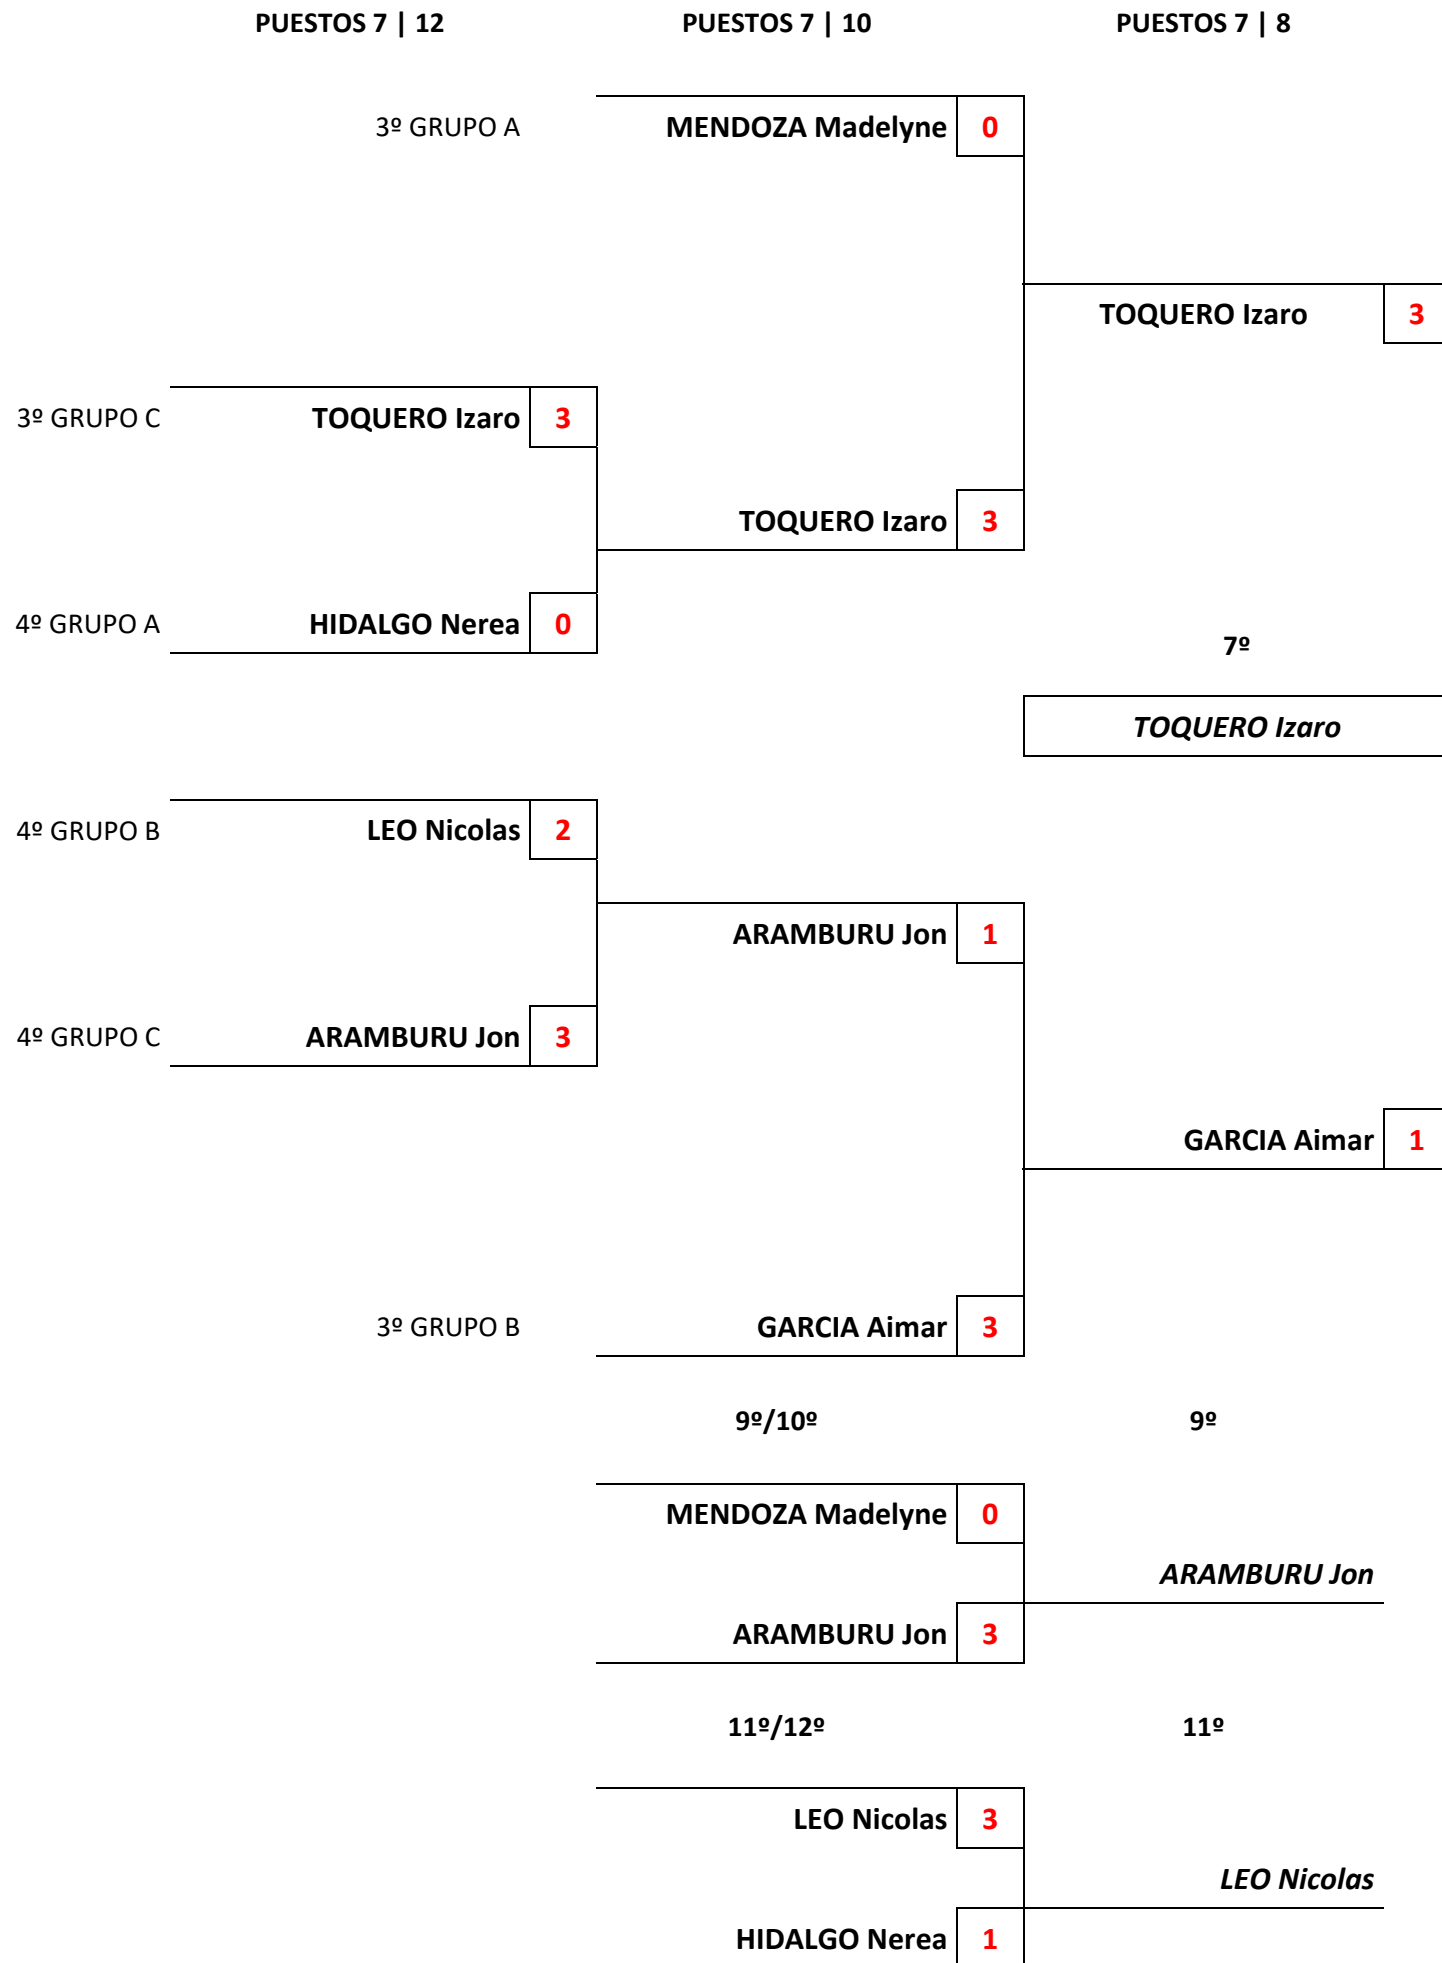 PUESTOS 7 | 12 PUESTOS 7 | 10 PUESTOS 7 | 8
3º GRUPO A MENDOZA Madelyne 0
TOQUERO Izaro 3
3º GRUPO C TOQUERO Izaro 3
TOQUERO Izaro 3
4º GRUPO A HIDALGO Nerea 0
7º
TOQUERO Izaro
4º GRUPO B LEO Nicolas 2
ARAMBURU Jon 1
4º GRUPO C ARAMBURU Jon 3
GARCIA Aimar 1
3º GRUPO B GARCIA Aimar 3
9º/10º 9º
MENDOZA Madelyne 0
ARAMBURU Jon
ARAMBURU Jon 3
11º/12º 11º
LEO Nicolas 3
LEO Nicolas
HIDALGO Nerea 1